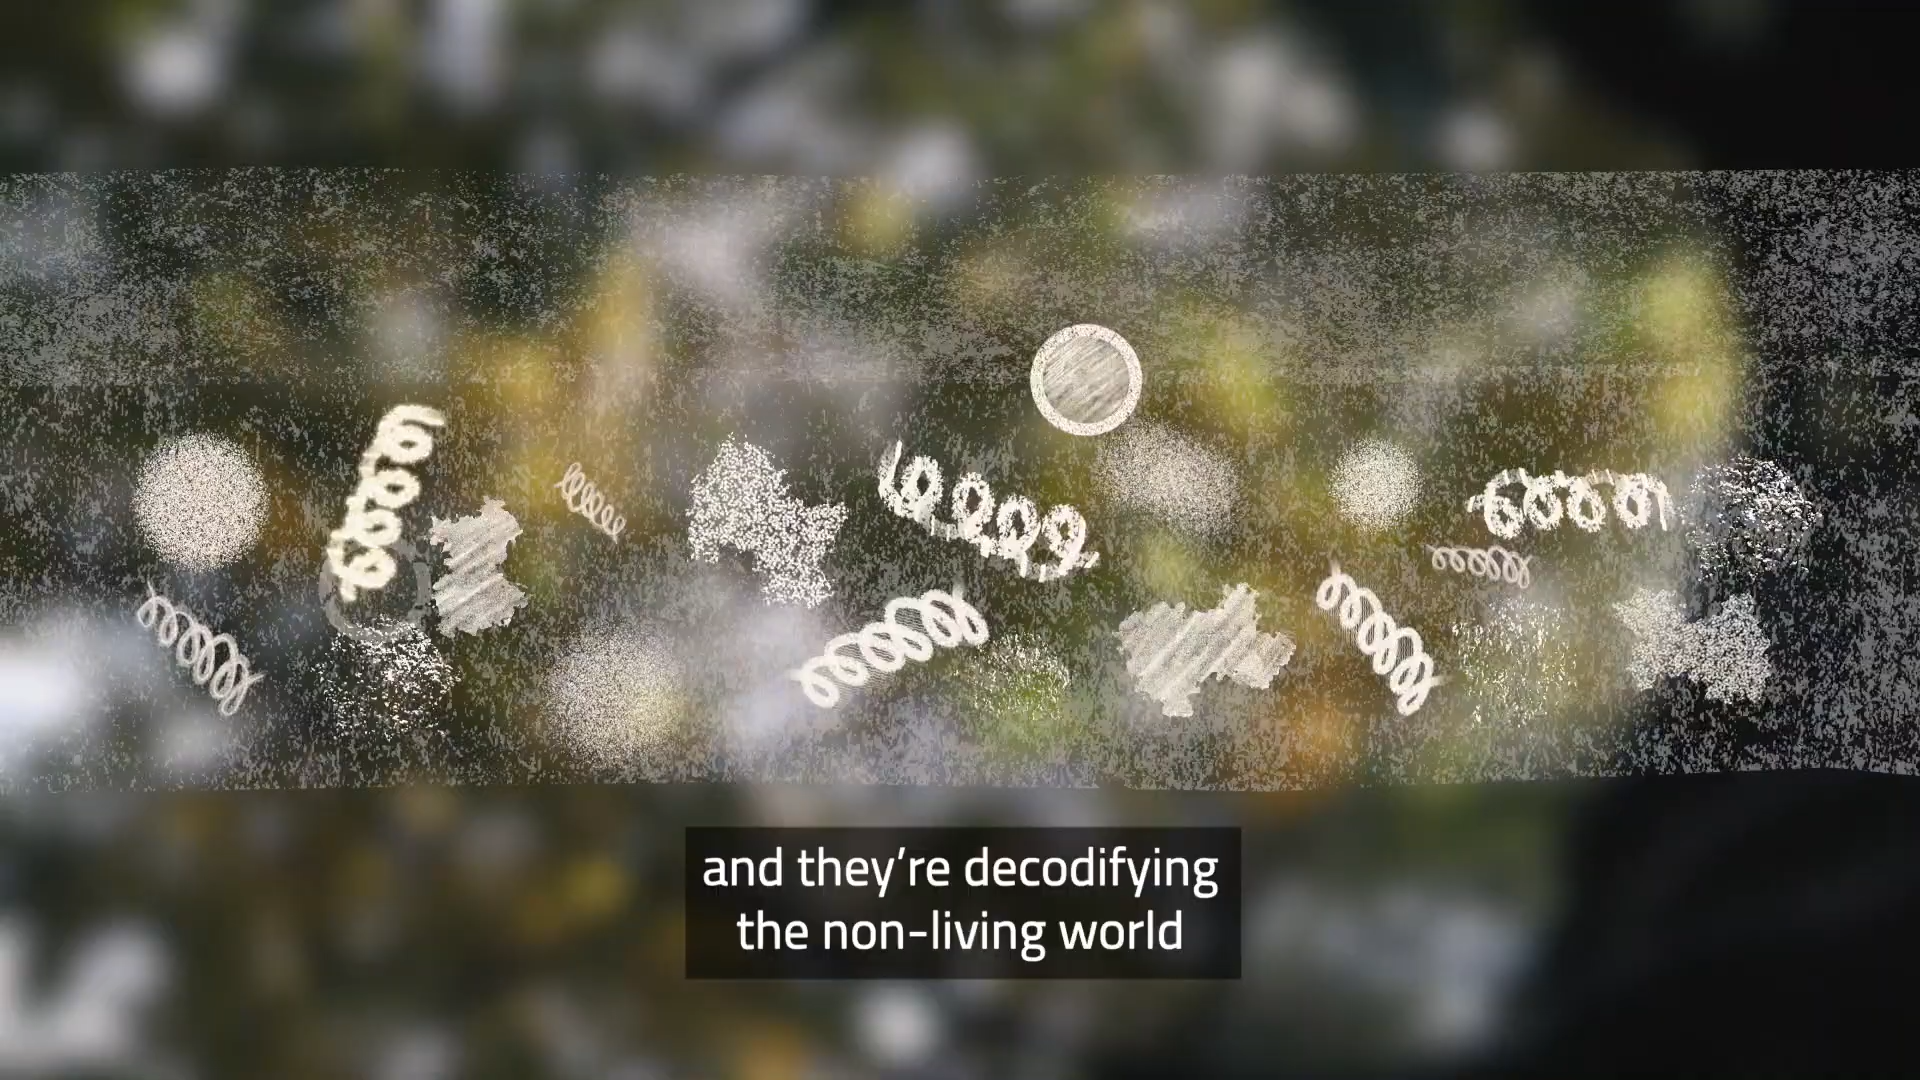 and they’re decodifying
the non-living world